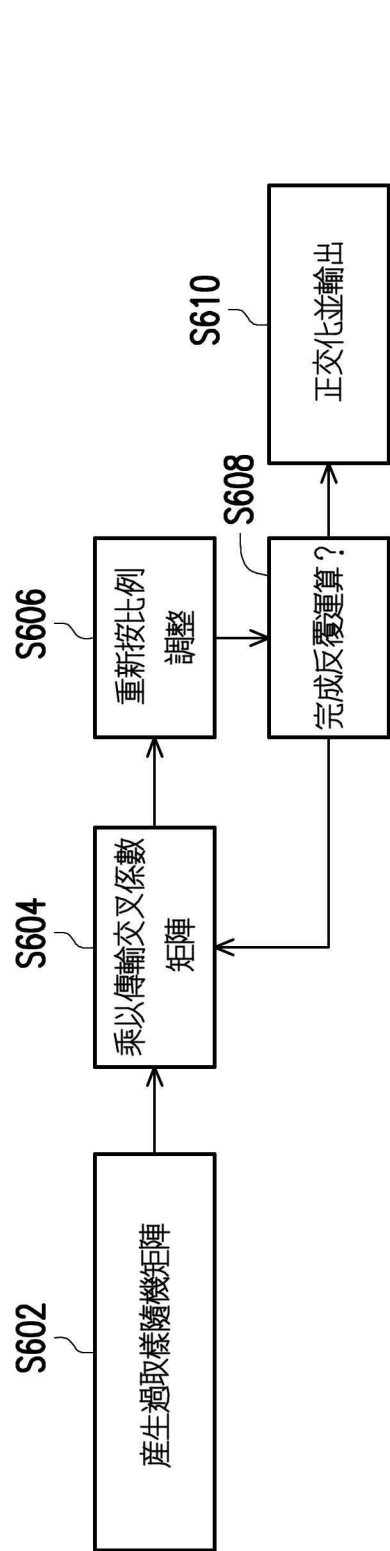 S602
產生過取樣隨機矩陣
S604
乘以傳輸交叉係數
矩陣
S606
重新按比例
調整
S608
完成反覆運算？
S610
正交化並輸出